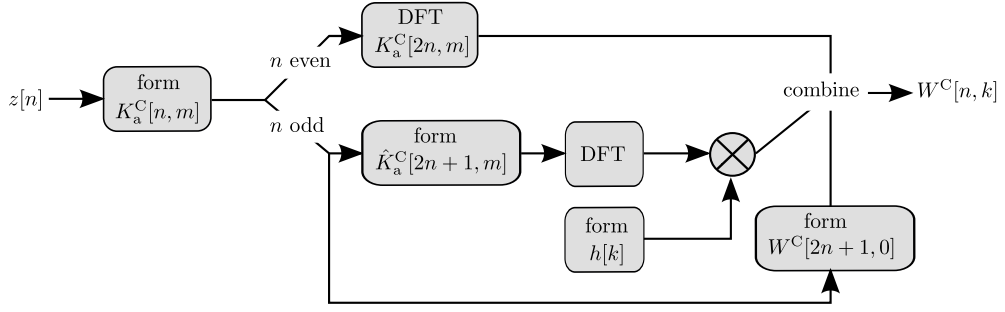 z[n]
form
K_a^C[n, m]
n even
n odd
DFT
K_a^C[2n, m]
form
K̂_a^C[2n + 1, m]
DFT
form
h[k]
combine
form
W^C[2n + 1, 0]
W^C[n, k]